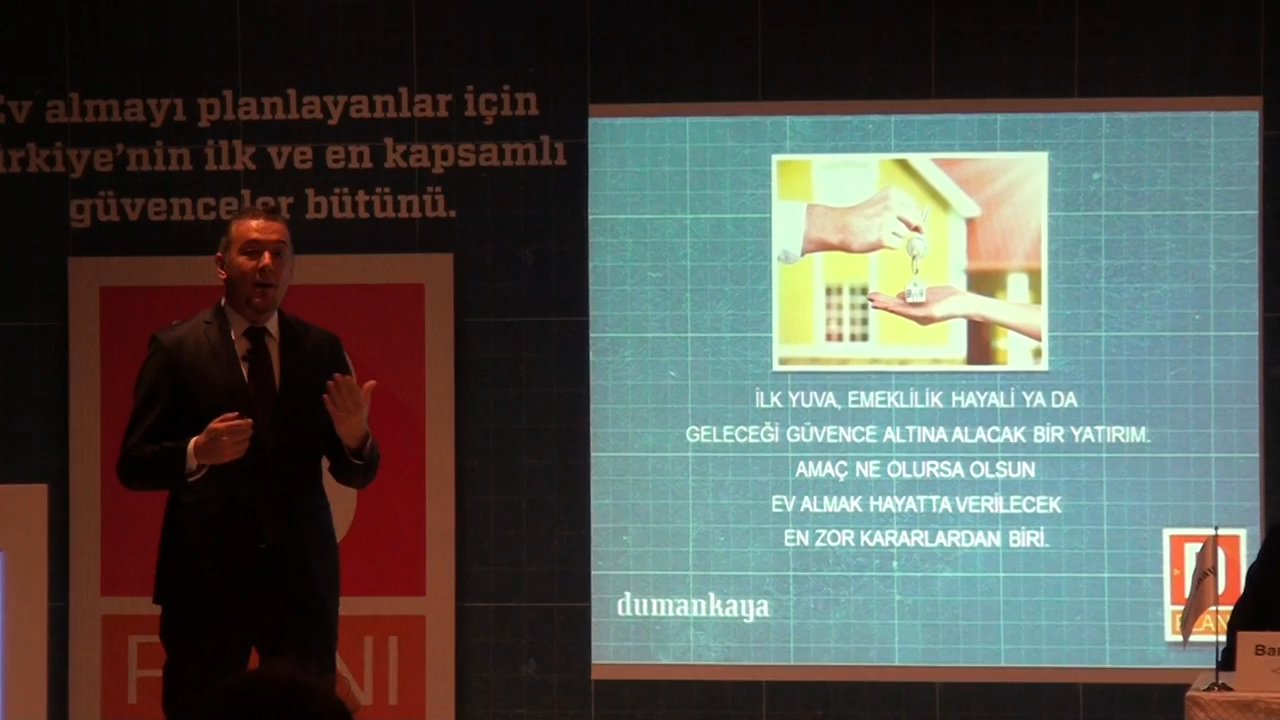 Ev almayı planlayanlar için
ürkiye'nin ilk ve en kapsamlı
güvenceler bütünü.
İLK YUVA, EMEKLİLİK HAYALİ YA DA
GELECEĞİ GÜVENCE ALTINA ALACAK BİR YATIRIM.
AMAÇ NE OLURSA OLSUN
EV ALMAK HAYATTA VERİLECEK
EN ZOR KARARLARDAN BİRİ.
dumankaya
D